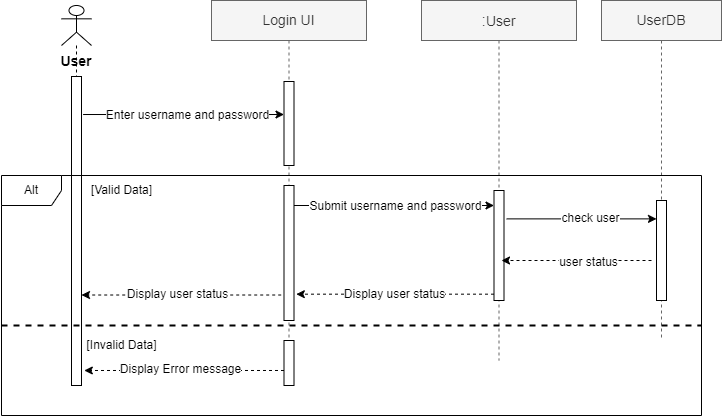 Login UI
:User
UserDB
User
Enter username and password
Alt
[Valid Data]
Submit username and password
check user
user status
Display user status
Display user status
[Invalid Data]
Display Error message